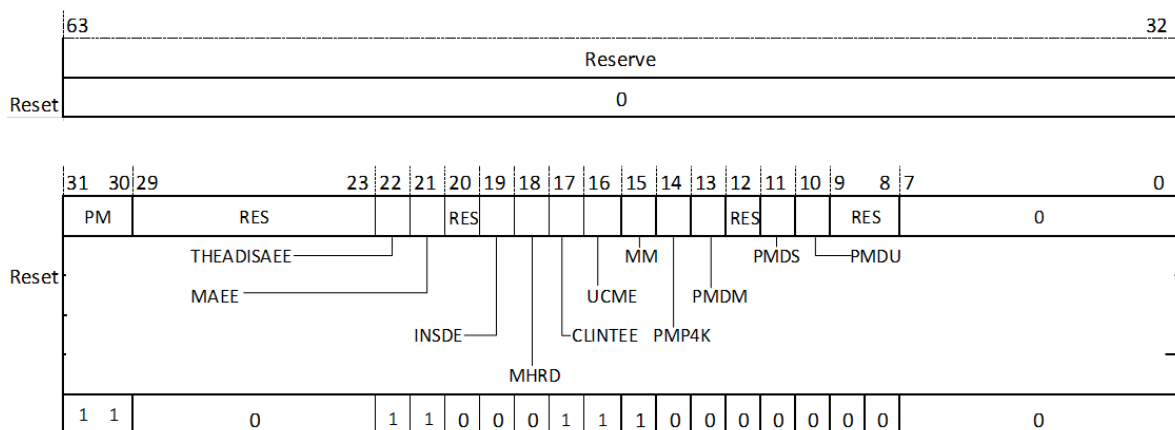 63 32
Reserve
Reset 0
31 30 29 23 22 21 20 19 18 17 16 15 14 13 12 11 10 9 8 7 0
PM RES RES RES RES 0
THEADISAEE MM PMDS PMDU
Reset
MAEE UCME PMDM
INSDE CLINTEE PMP4K
MHRD
1 1 0 1 1 0 0 0 1 1 1 0 0 0 0 0 0 0 0